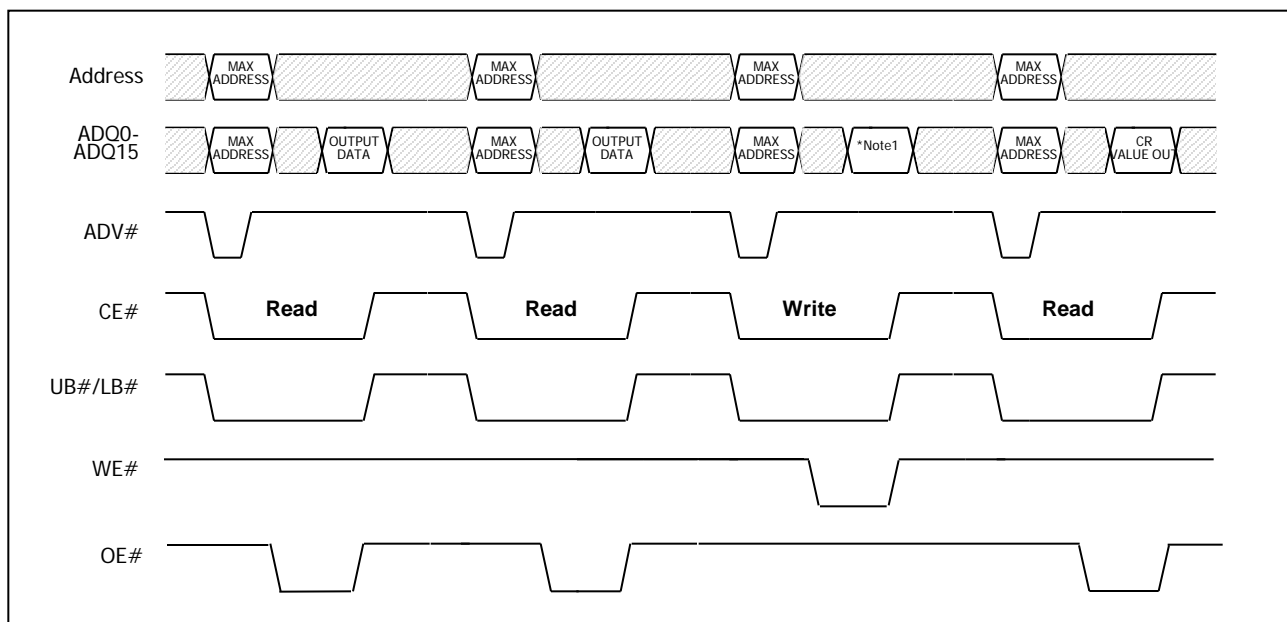 Address
MAX
ADDRESS
MAX
ADDRESS
MAX
ADDRESS
MAX
ADDRESS
ADQ0-
ADQ15
MAX
ADDRESS
OUTPUT
DATA
MAX
ADDRESS
OUTPUT
DATA
MAX
ADDRESS
*Note1
MAX
ADDRESS
CR
VALUE OUT
ADV#
CE#
Read
Read
Write
Read
UB#/LB#
WE#
OE#